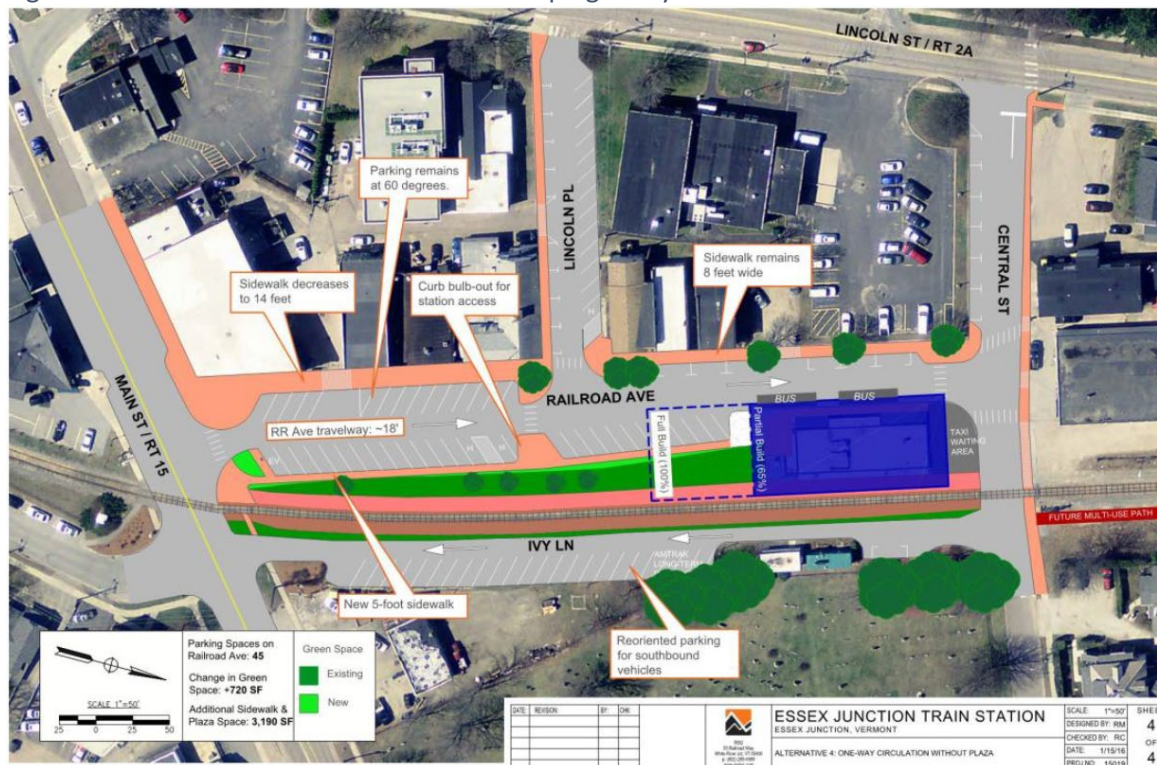 LINCOLN ST / RT 2A
Parking remains
at 60 degrees.
LINCOLN PL
CENTRAL ST
Sidewalk decreases
to 14 feet
Curb bulb-out for
station access
Sidewalk remains
8 feet wide
MAIN ST / RT 15
RAILROAD AVE
RR Ave travelway: ~18'
BUS
BUS
H
H
H
EV
Full Build (100%)
Partial Build (65%)
TAXI
WAITING
AREA
FUTURE MULTI-USE PATH
IVY LN
AMTRAK
LONG-TERM
New 5-foot sidewalk
Reoriented parking
for southbound
vehicles
Parking Spaces on
Railroad Ave: 45
Change in Green
Space: +720 SF
Additional Sidewalk &
Plaza Space: 3,190 SF
Green Space
Existing
New
SCALE 1"=50'
25 0 25 50
DATE: REVISION: BY: CHK:
ESSEX JUNCTION TRAIN STATION
ESSEX JUNCTION, VERMONT
ALTERNATIVE 4: ONE-WAY CIRCULATION WITHOUT PLAZA
SCALE: 1"=50'
DESIGNED BY: RM
CHECKED BY: RC
DATE: 1/15/16
PROJ NO: 15019
SHEE
4
OF
4